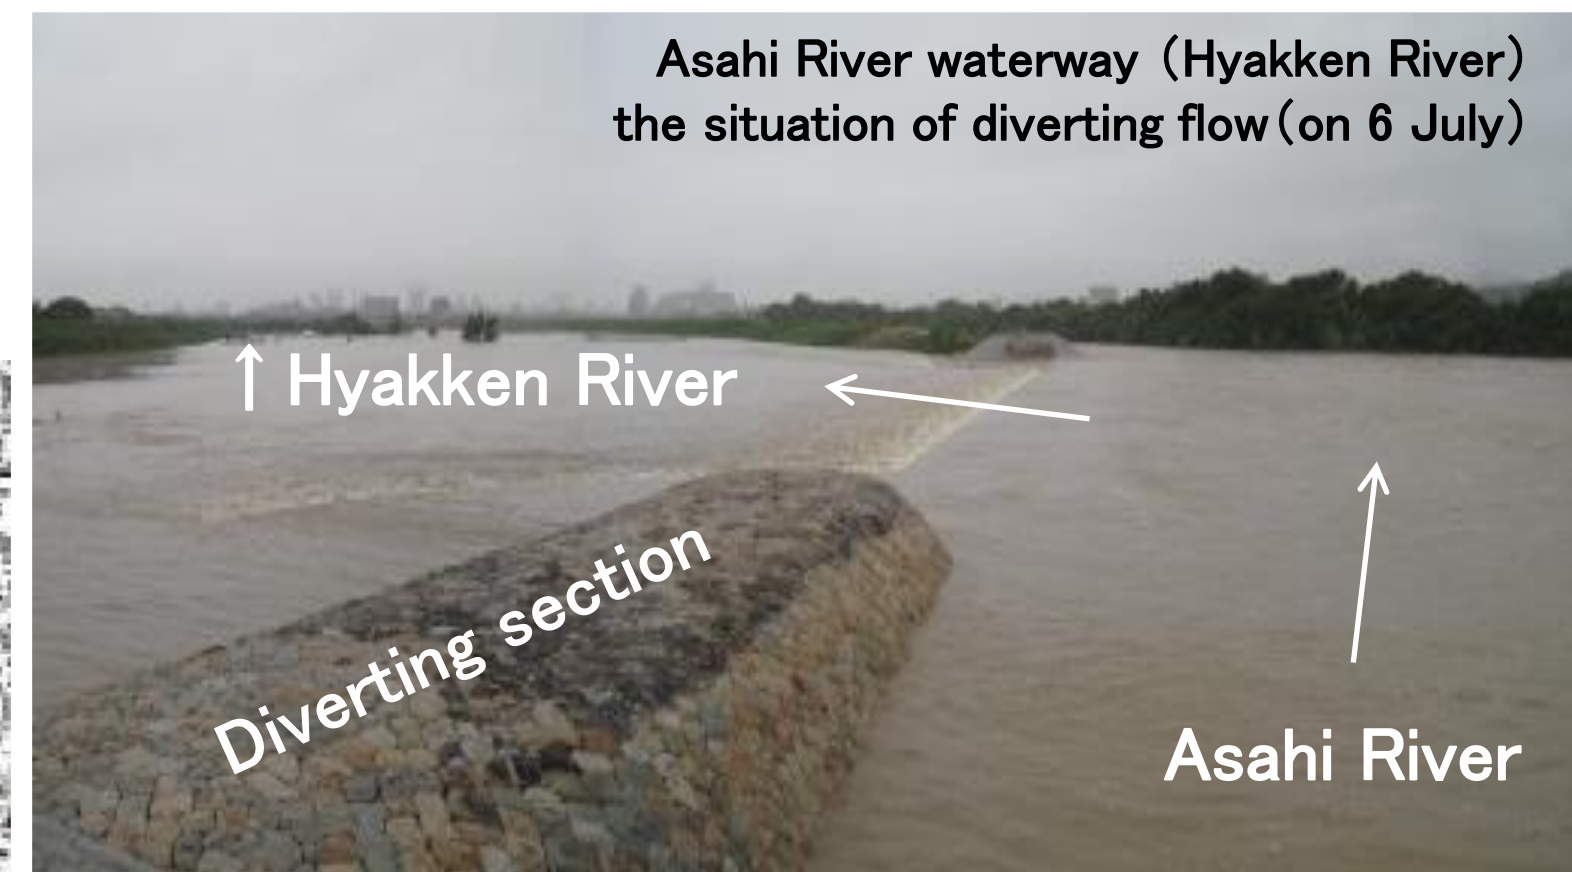 Asahi River waterway（Hyakken River）
the situation of diverting flow（on 6 July）
↑ Hyakken River
Diverting section
Asahi River